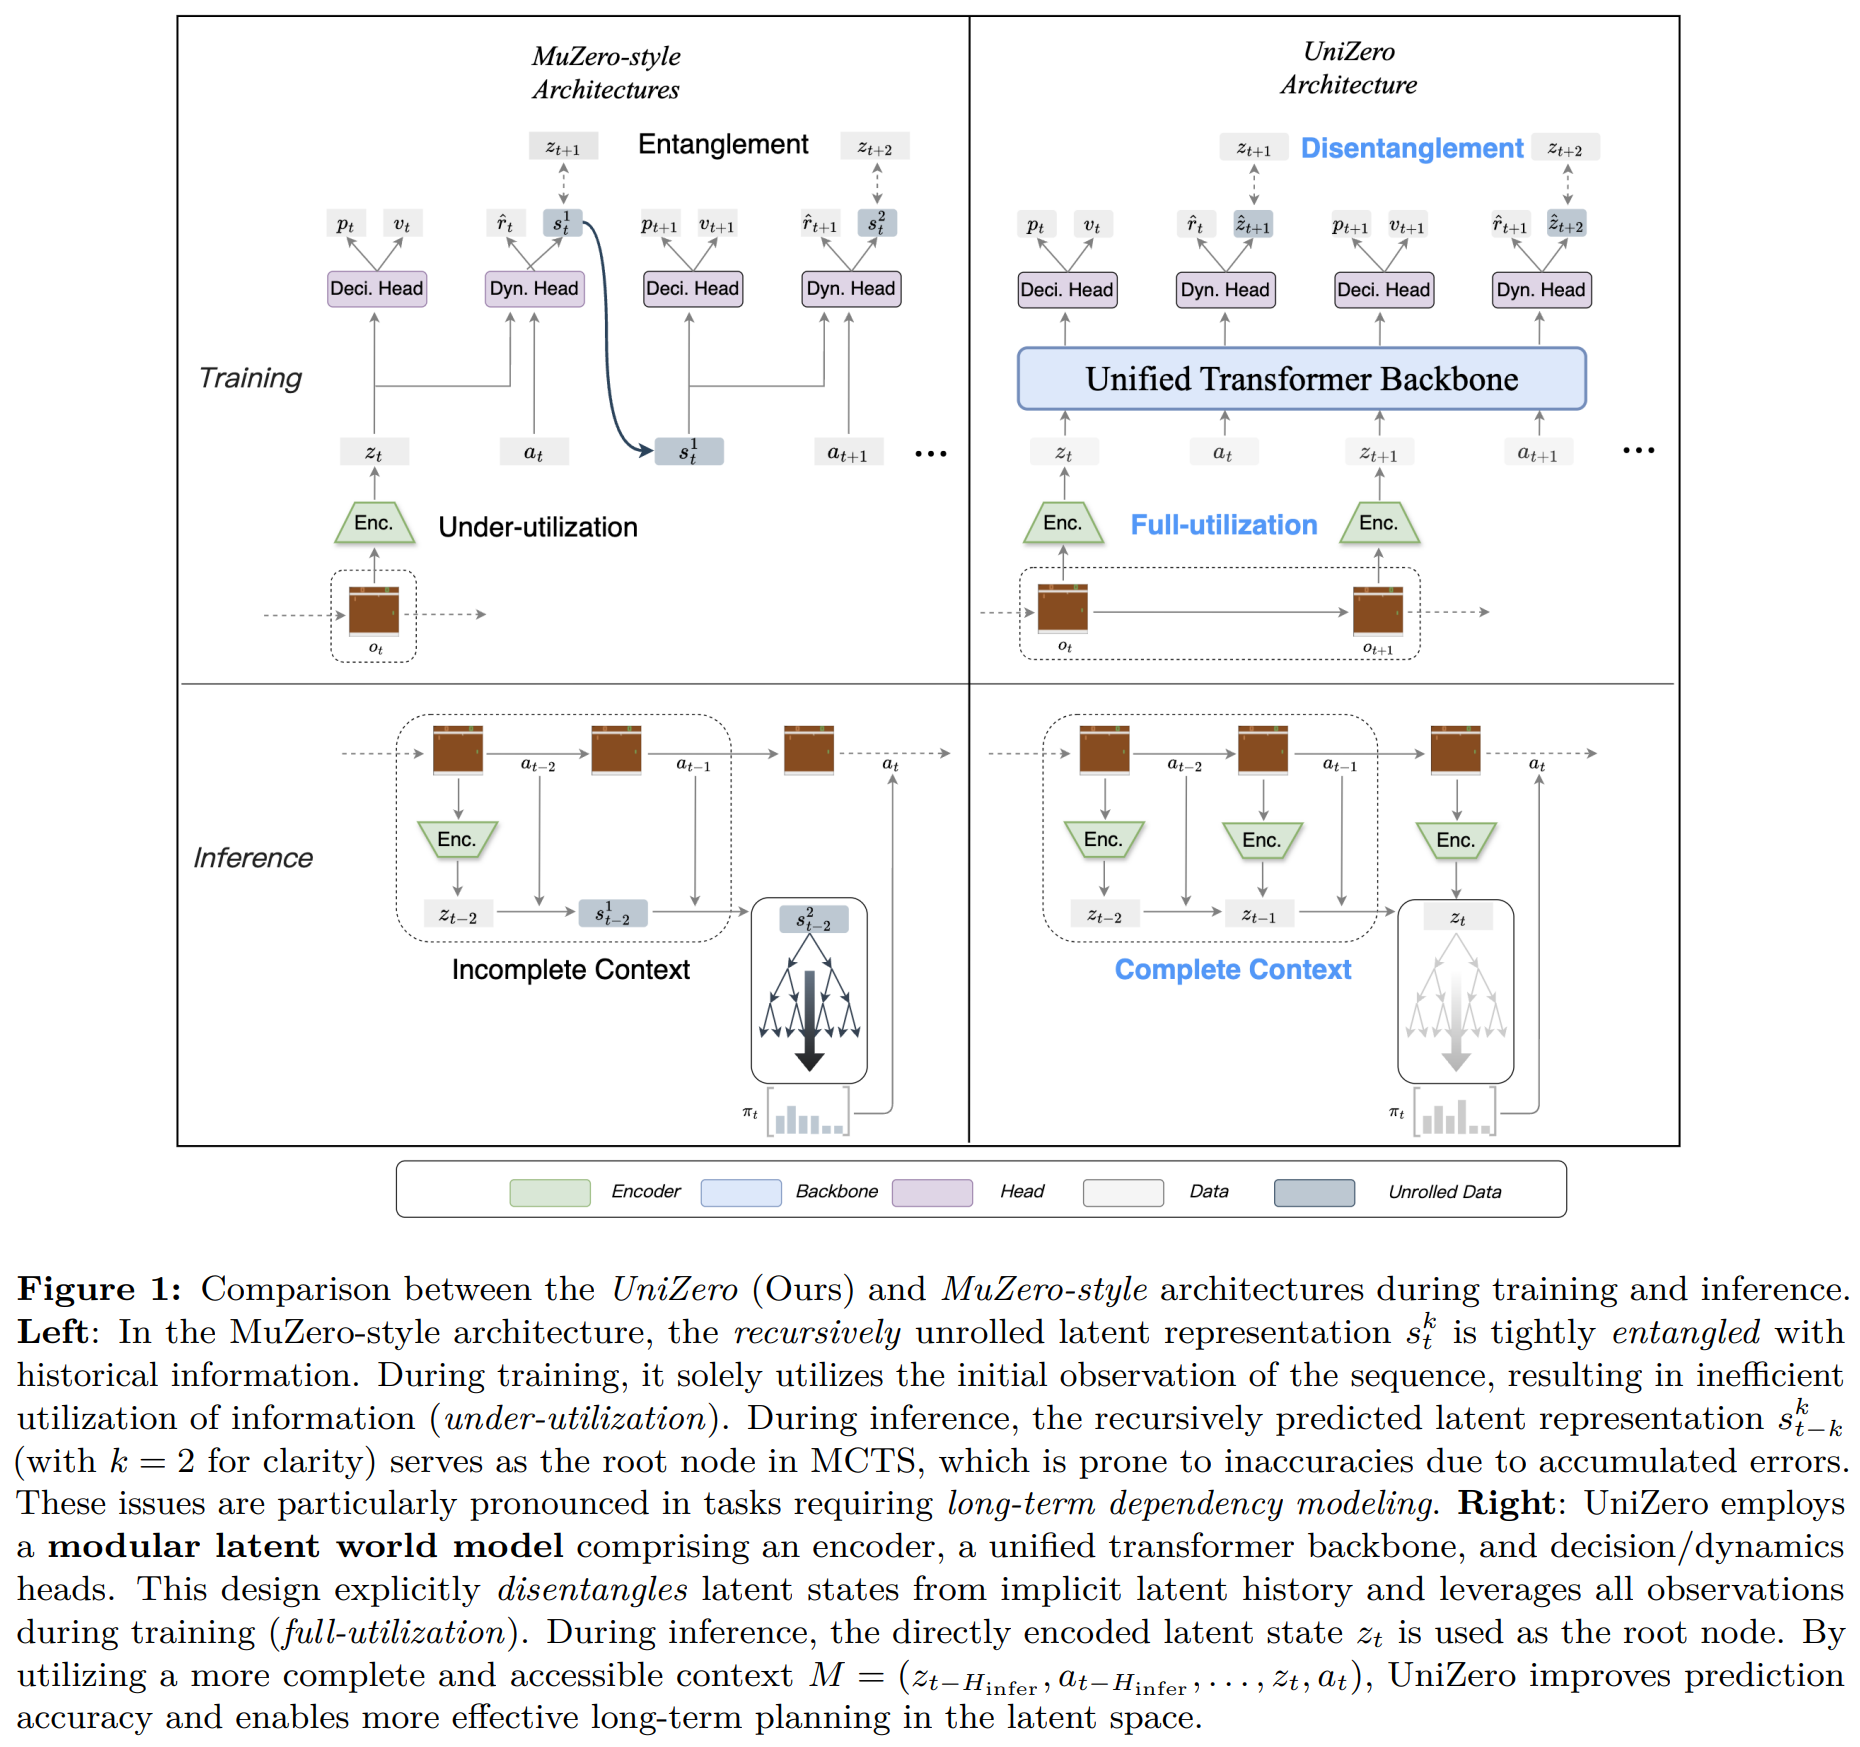 MuZero-style
Architectures
UniZero
Architecture
z_{t+1} Entanglement z_{t+2}
z_{t+1} Disentanglement z_{t+2}
p_t v_t r̂_t s_t^1 p_{t+1} v_{t+1} r̂_{t+1} s_t^2
p_t v_t r̂_t ẑ_{t+1} p_{t+1} v_{t+1} r̂_{t+1} ẑ_{t+2}
Deci. Head Dyn. Head Deci. Head Dyn. Head
Deci. Head Dyn. Head Deci. Head Dyn. Head
Training
Unified Transformer Backbone
z_t a_t s_t^1 a_{t+1} ...
z_t a_t z_{t+1} a_{t+1} ...
Enc. Under-utilization
Enc. Full-utilization Enc.
o_t
o_t o_{t+1}
a_{t-2} a_{t-1} a_t
a_{t-2} a_{t-1} a_t
Inference
Enc.
Enc. Enc. Enc.
z_{t-2} s_{t-2}^1 s_{t-2}^2
z_{t-2} z_{t-1} z_t
Incomplete Context
Complete Context
π_t
π_t
Encoder Backbone Head Data Unrolled Data
Figure 1: Comparison between the UniZero (Ours) and MuZero-style architectures during training and inference.
Left: In the MuZero-style architecture, the recursively unrolled latent representation s_t^k is tightly entangled with
historical information. During training, it solely utilizes the initial observation of the sequence, resulting in inefficient
utilization of information (under-utilization). During inference, the recursively predicted latent representation s_{t-k}^k
(with k = 2 for clarity) serves as the root node in MCTS, which is prone to inaccuracies due to accumulated errors.
These issues are particularly pronounced in tasks requiring long-term dependency modeling. Right: UniZero employs
a modular latent world model comprising an encoder, a unified transformer backbone, and decision/dynamics
heads. This design explicitly disentangles latent states from implicit latent history and leverages all observations
during training (full-utilization). During inference, the directly encoded latent state z_t is used as the root node. By
utilizing a more complete and accessible context M = (z_{t-H_infer}, a_{t-H_infer}, . . . , z_t, a_t), UniZero improves prediction
accuracy and enables more effective long-term planning in the latent space.